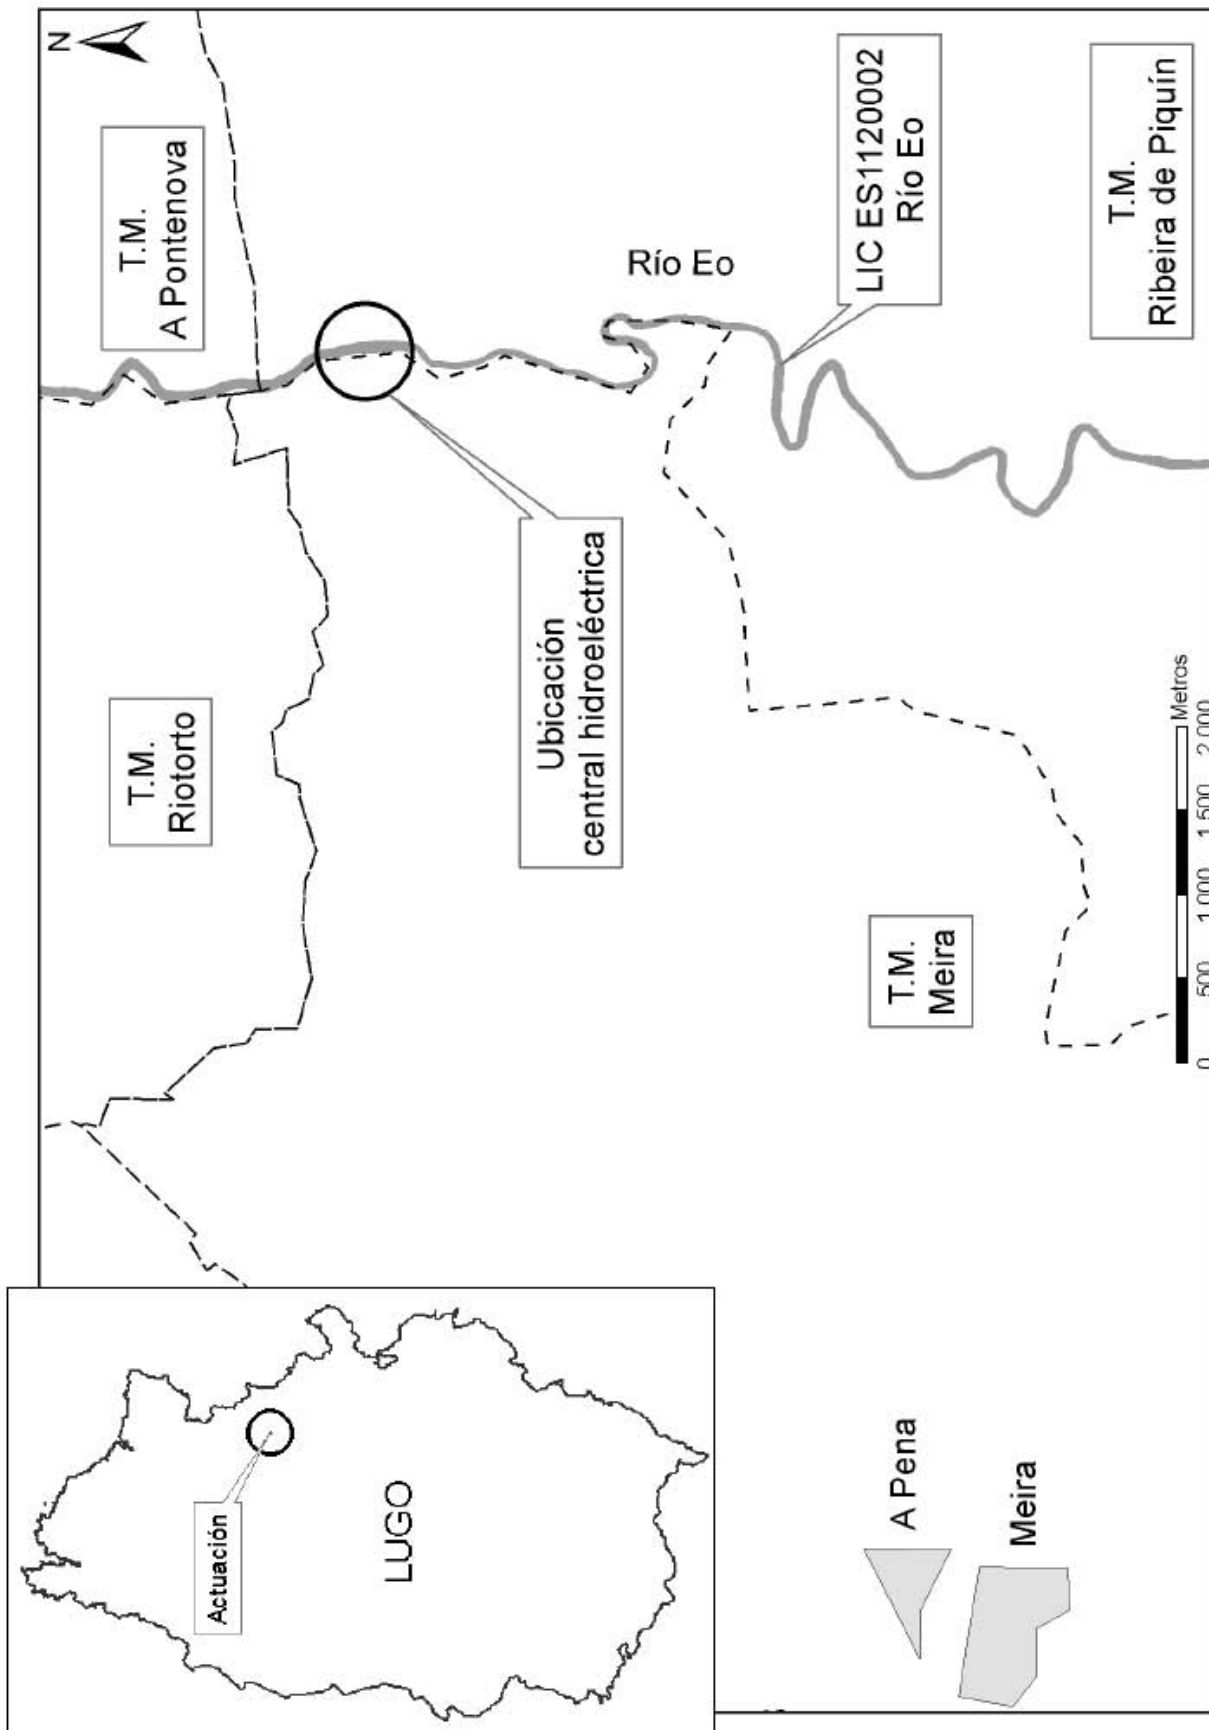 N
T.M.
A Pontenova
T.M.
Riotorto
Río Eo
LIC ES1120002
Río Eo
T.M.
Ribeira de Piquín
Ubicación
central hidroeléctrica
T.M.
Meira
Actuación
LUGO
A Pena
Meira
Metros
0 500 1.000 1.500 2.000